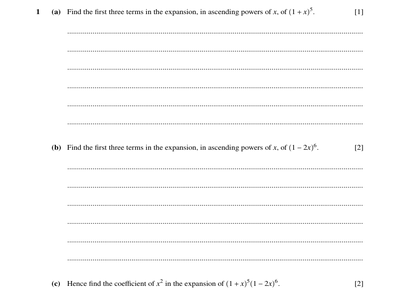 1 (a) Find the first three terms in the expansion, in ascending powers of x, of (1 + x)⁵. [1]
(b) Find the first three terms in the expansion, in ascending powers of x, of (1 − 2x)⁶. [2]
(c) Hence find the coefficient of x² in the expansion of (1 + x)⁵(1 − 2x)⁶. [2]